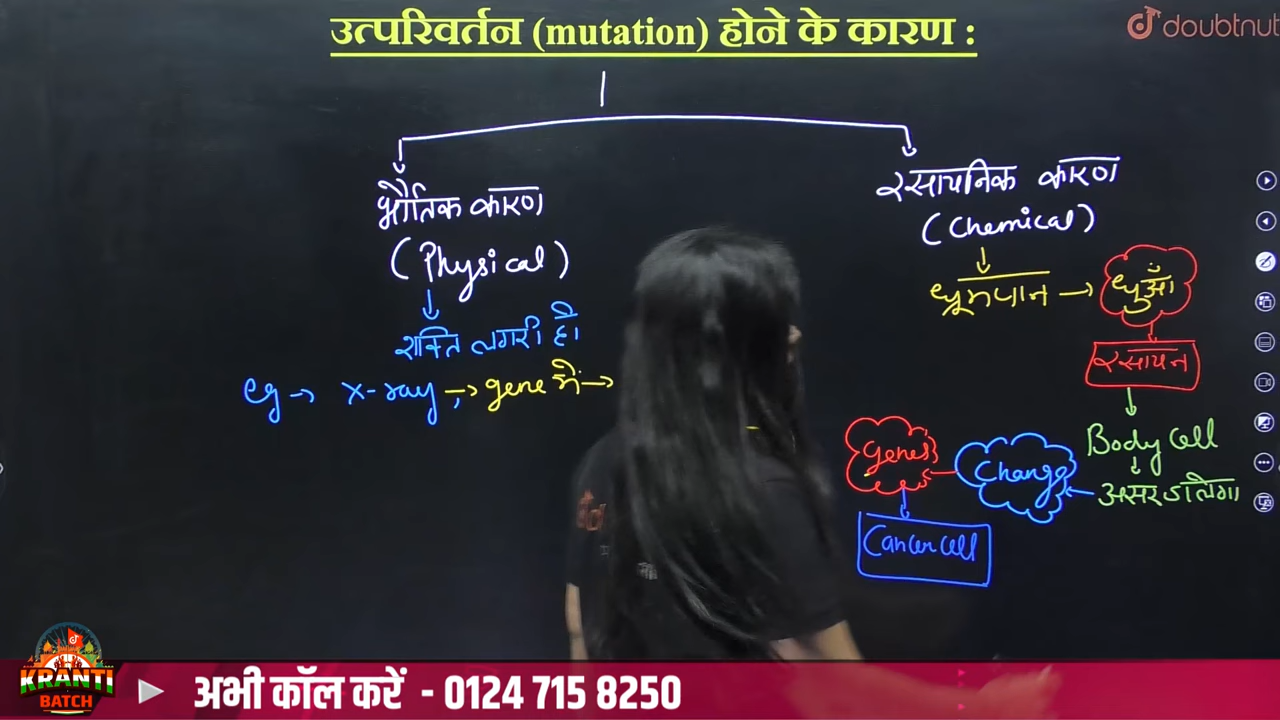 उत्परिवर्तन (mutation) होने के कारण :
doubtnut
भौतिक कारण
(Physical)
शक्ति लगती है।
eg → x-ray, → gene में →
रसायनिक कारण
(Chemical)
धूम्रपान → धुआँ
रसायन
Body Cell
असर डालेगा
Change
Genes
Cancer cell
KRANTI
BATCH
अभी कॉल करें - 0124 715 8250